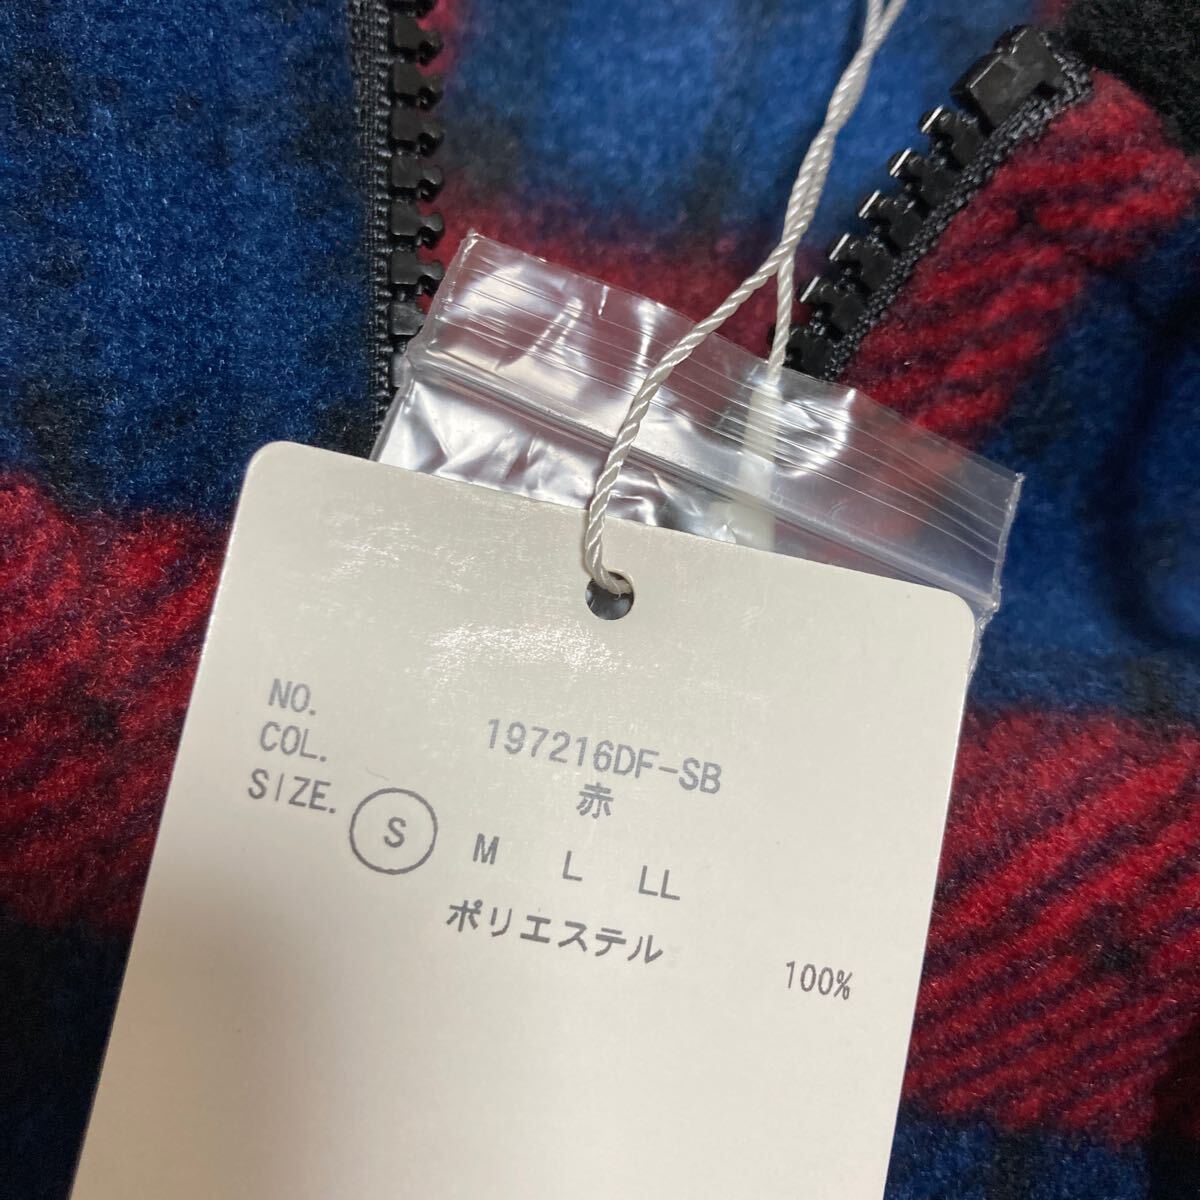 NO. 197216DF-SB
COL. 赤
SIZE. S M L LL
ポリエステル 100%